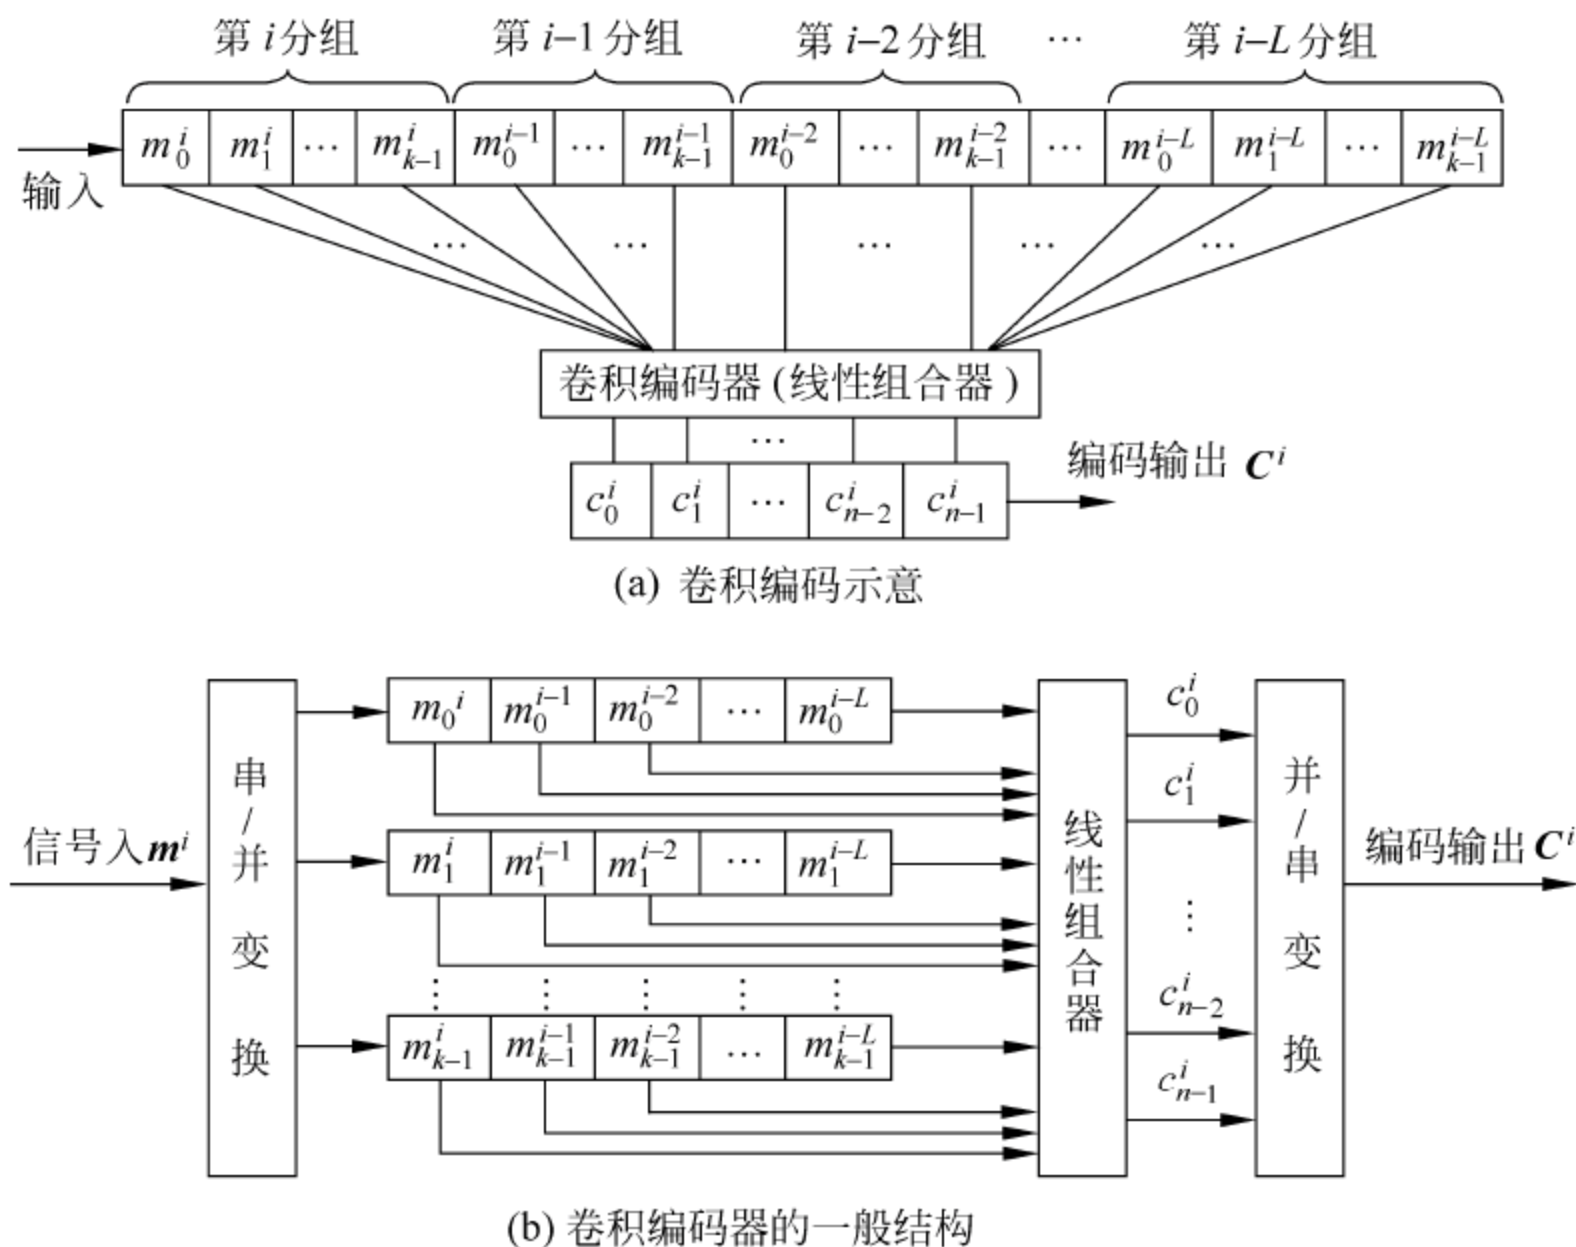 第 i 分组 第 i–1 分组 第 i–2 分组 ⋯ 第 i–L 分组
m_0^i m_1^i ⋯ m_{k–1}^i m_0^{i–1} ⋯ m_{k–1}^{i–1} m_0^{i–2} ⋯ m_{k–1}^{i–2} ⋯ m_0^{i–L} m_1^{i–L} ⋯ m_{k–1}^{i–L}
输入
⋯ ⋯ ⋯ ⋯ ⋯
卷积编码器 (线性组合器)
⋯
编码输出 C^i
c_0^i c_1^i ⋯ c_{n–2}^i c_{n–1}^i
(a) 卷积编码示意
信号入 m^i
串/并变换
m_0^i m_0^{i–1} m_0^{i–2} ⋯ m_0^{i–L}
m_1^i m_1^{i–1} m_1^{i–2} ⋯ m_1^{i–L}
⋮ ⋮ ⋮ ⋮ ⋮
m_{k–1}^i m_{k–1}^{i–1} m_{k–1}^{i–2} ⋯ m_{k–1}^{i–L}
线性组合器
c_0^i
c_1^i
⋮
c_{n–2}^i
c_{n–1}^i
并/串变换
编码输出 C^i
(b) 卷积编码器的一般结构